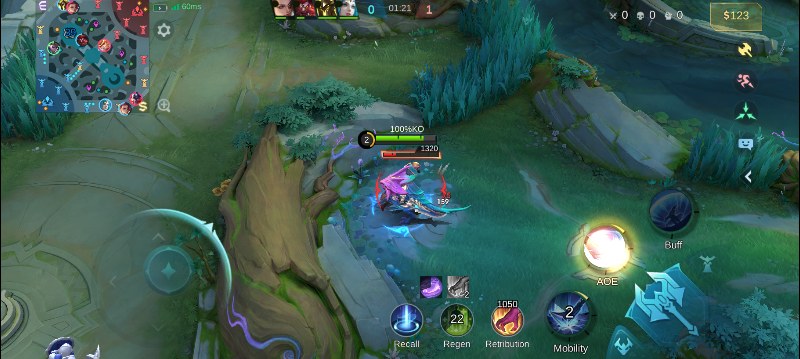 60ms
0
01:21
1
0
0
0
$123
100%KO
2
1320
159
Buff
AOE
2
1050
22
2
Recall
Regen
Retribution
Mobility